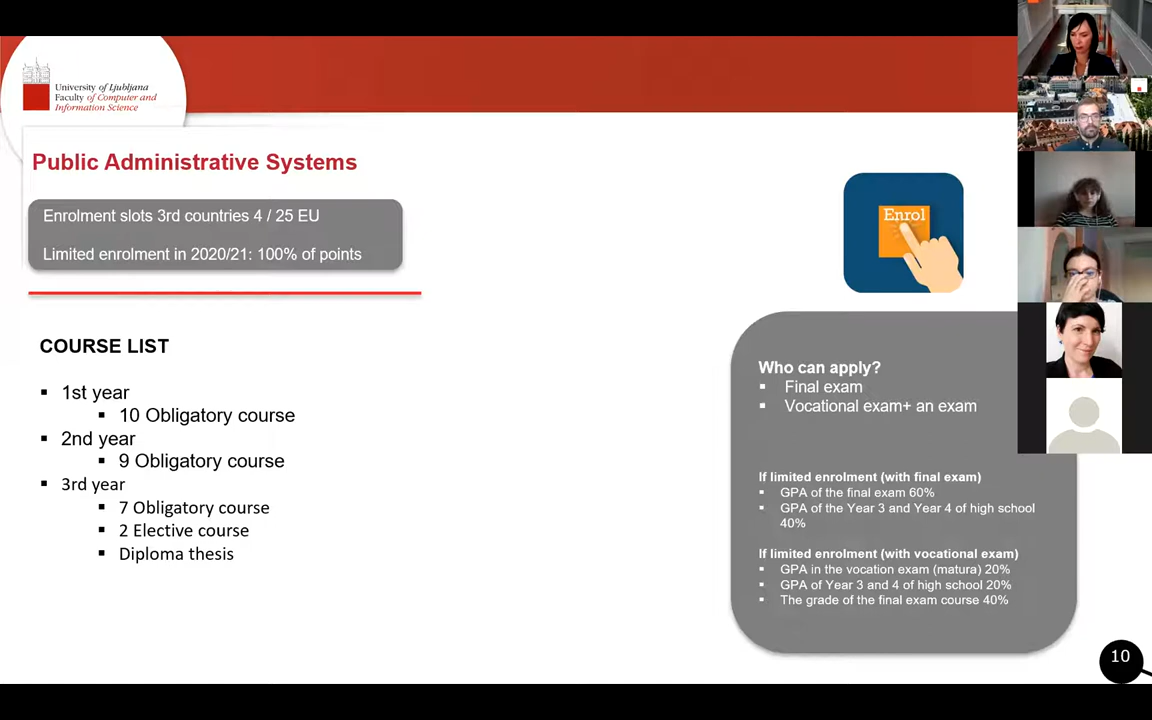 University of Ljubljana
Faculty of Computer and
Information Science
Public Administrative Systems
Enrolment slots 3rd countries 4 / 25 EU
Limited enrolment in 2020/21: 100% of points
Enrol
COURSE LIST
▪ 1st year
▪ 10 Obligatory course
▪ 2nd year
▪ 9 Obligatory course
▪ 3rd year
▪ 7 Obligatory course
▪ 2 Elective course
▪ Diploma thesis
Who can apply?
▪ Final exam
▪ Vocational exam+ an exam
If limited enrolment (with final exam)
▪ GPA of the final exam 60%
▪ GPA of the Year 3 and Year 4 of high school
40%
If limited enrolment (with vocational exam)
▪ GPA in the vocation exam (matura) 20%
▪ GPA of Year 3 and 4 of high school 20%
▪ The grade of the final exam course 40%
10